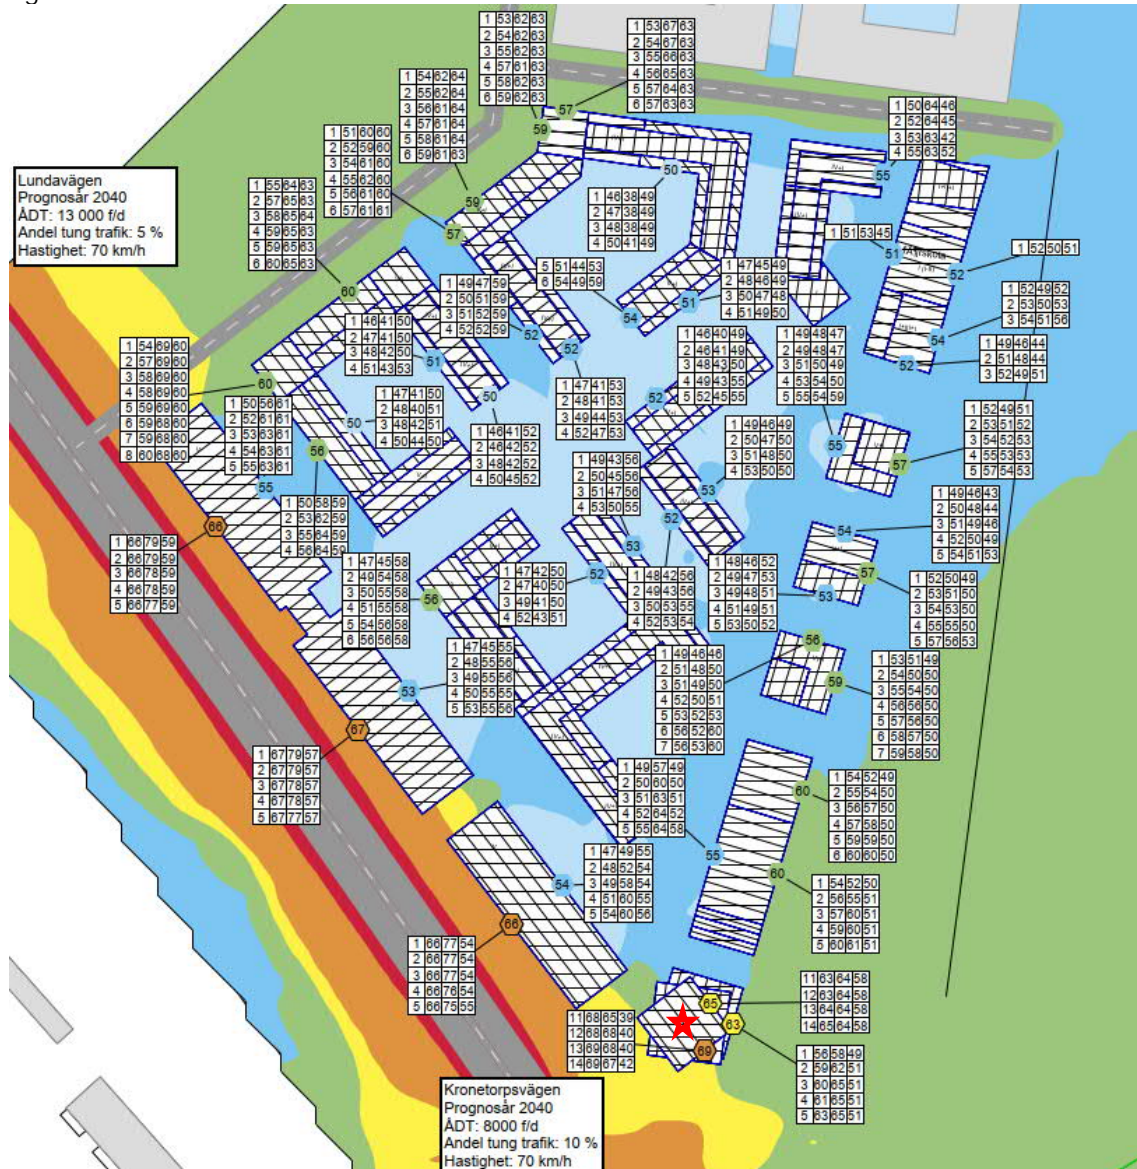 1 53 62 63
2 54 62 63
3 55 62 63
4 57 61 63
5 58 62 63
6 59 62 63
1 53 67 63
2 54 67 63
3 55 66 63
4 56 65 63
5 57 64 63
6 57 63 63
1 54 62 64
2 55 62 64
3 56 61 64
4 57 61 64
5 58 61 64
6 59 61 63
57
59
1 50 64 46
2 52 64 45
3 53 63 42
4 55 63 52
1 51 60 60
2 52 59 60
3 54 61 60
4 55 62 60
5 56 61 60
6 57 61 61
Lundavägen
Prognosår 2040
ÅDT: 13 000 f/d
Andel tung trafik: 5 %
Hastighet: 70 km/h
1 55 64 63
2 57 65 63
3 58 65 64
4 59 65 63
5 59 65 63
6 60 65 63
50
55
59
57
1 46 38 49
2 47 38 49
3 48 38 49
4 50 41 49
1 51 53 45
51
1 52 50 51
52
5 51 44 53
6 54 49 59
1 47 45 49
2 48 46 49
3 50 47 48
4 51 49 50
1 49 47 59
2 50 51 59
3 51 52 59
4 52 52 59
60
51
54
1 52 49 52
2 53 50 53
3 54 51 56
54
1 46 41 50
2 47 41 50
3 48 42 50
4 51 43 53
51
52
52
1 46 40 49
2 46 41 49
3 48 43 50
4 49 43 55
5 52 45 55
1 49 48 47
2 49 48 47
3 51 50 49
4 53 54 50
5 55 54 59
1 49 46 44
2 51 48 44
3 52 49 51
52
1 54 69 60
2 57 69 60
3 58 69 60
4 58 69 60
5 59 69 60
6 59 68 60
7 59 68 60
8 60 68 60
60
1 50 56 61
2 52 61 61
3 53 63 61
4 54 63 61
5 55 63 61
1 47 41 50
2 48 40 51
3 48 42 51
4 50 44 50
50
50
1 47 41 53
2 48 41 53
3 49 44 53
4 52 47 53
52
1 46 41 52
2 46 42 52
3 48 42 52
4 50 45 52
1 49 46 49
2 50 47 50
3 51 48 50
4 53 50 50
1 52 49 51
2 53 51 52
3 54 52 53
4 55 53 53
5 57 54 53
55
57
56
55
1 49 43 56
2 50 45 56
3 51 47 56
4 53 50 55
53
52
1 49 46 43
2 50 48 44
3 51 49 46
4 52 50 49
5 54 51 53
54
1 50 58 59
2 53 62 59
3 55 64 59
4 56 64 59
66
1 66 79 59
2 66 79 59
3 66 78 59
4 66 78 59
5 66 77 59
1 47 45 58
2 49 54 58
3 50 55 58
4 51 55 58
5 54 56 58
6 56 56 58
56
1 47 42 50
2 47 40 50
3 49 41 50
4 52 43 51
52
53
1 48 42 56
2 49 43 56
3 50 53 55
4 52 53 54
1 48 46 52
2 49 47 53
3 49 48 51
4 51 49 51
5 53 50 52
53
57
1 52 50 49
2 53 51 50
3 54 53 50
4 55 55 50
5 57 56 53
1 47 45 55
2 48 55 56
3 49 55 56
4 50 55 55
5 53 55 56
53
1 49 46 46
2 51 48 50
3 51 49 50
4 52 50 51
5 53 52 53
6 56 52 60
7 56 53 60
56
59
1 53 51 49
2 54 50 50
3 55 54 50
4 56 56 50
5 57 56 50
6 58 57 50
7 59 58 50
67
1 67 79 57
2 67 79 57
3 67 78 57
4 67 78 57
5 67 77 57
1 49 57 49
2 50 60 50
3 51 63 51
4 52 64 52
5 55 64 58
55
60
1 54 52 49
2 55 54 50
3 56 57 50
4 57 58 50
5 59 59 50
6 60 60 50
1 47 49 55
2 48 52 54
3 49 58 54
4 51 60 55
5 54 60 56
54
60
1 54 52 50
2 56 55 51
3 57 60 51
4 59 60 51
5 60 61 51
66
1 66 77 54
2 66 77 54
3 66 77 54
4 66 76 54
5 66 75 55
11 63 64 58
12 63 64 58
13 64 64 58
14 65 64 58
65
63
11 68 65 39
12 68 68 40
13 69 68 40
14 69 67 42
69
1 56 58 49
2 59 62 51
3 60 65 51
4 61 65 51
5 63 65 51
Kronetorpsvägen
Prognosår 2040
ÅDT: 8000 f/d
Andel tung trafik: 10 %
Hastighet: 70 km/h